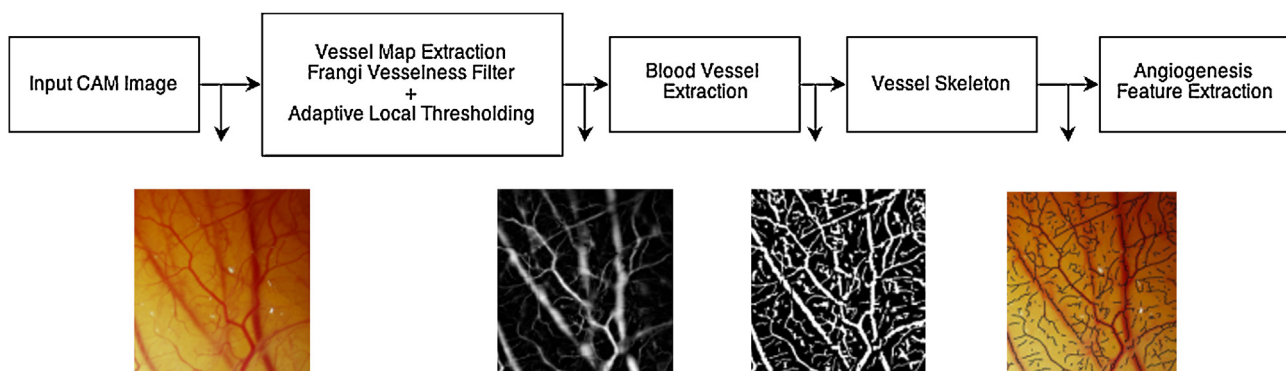 Input CAM Image
Vessel Map Extraction
Frangi Vesselness Filter
+
Adaptive Local Thresholding
Blood Vessel
Extraction
Vessel Skeleton
Angiogenesis
Feature Extraction